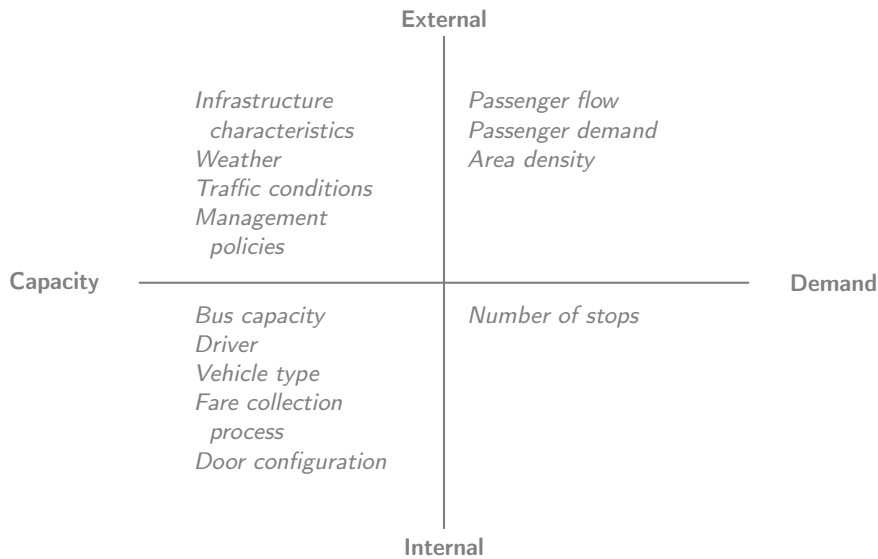 External
Infrastructure
characteristics
Weather
Traffic conditions
Management
policies
Passenger flow
Passenger demand
Area density
Capacity
Demand
Bus capacity
Driver
Vehicle type
Fare collection
process
Door configuration
Number of stops
Internal